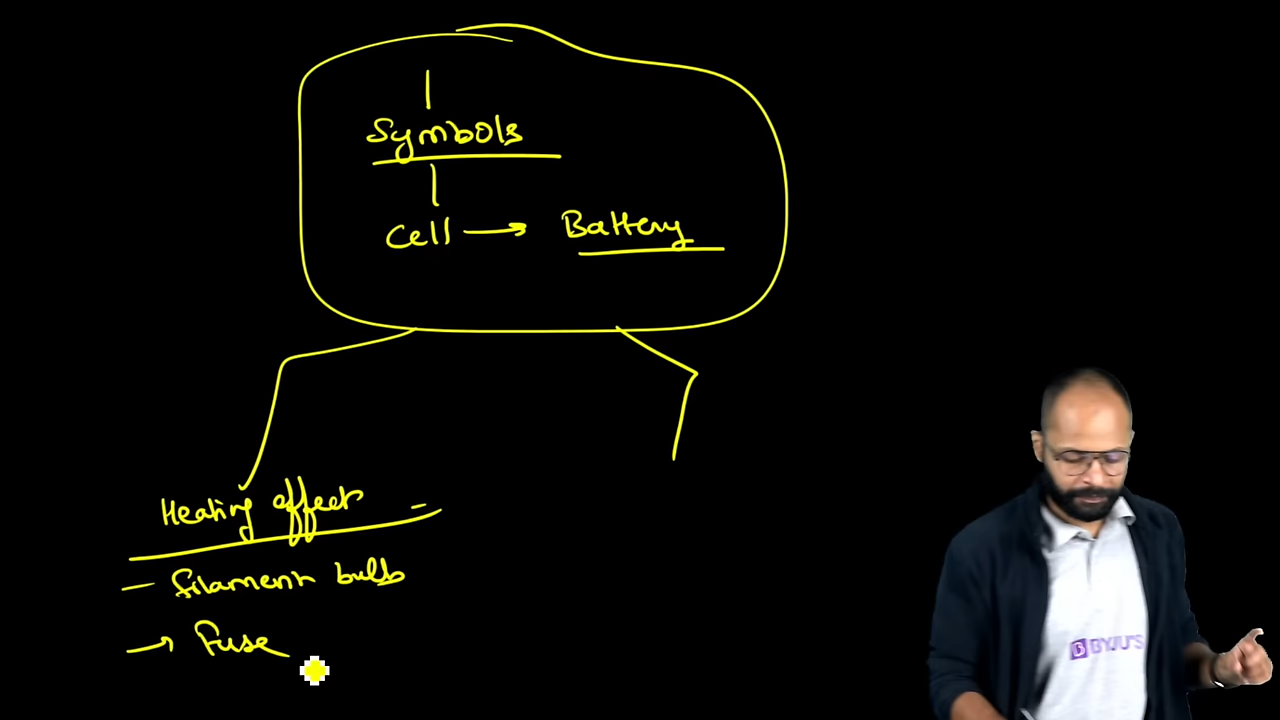 Symbols
Cell → Battery
Heating effect -
- filament bulb
→ Fuse
BYJU'S